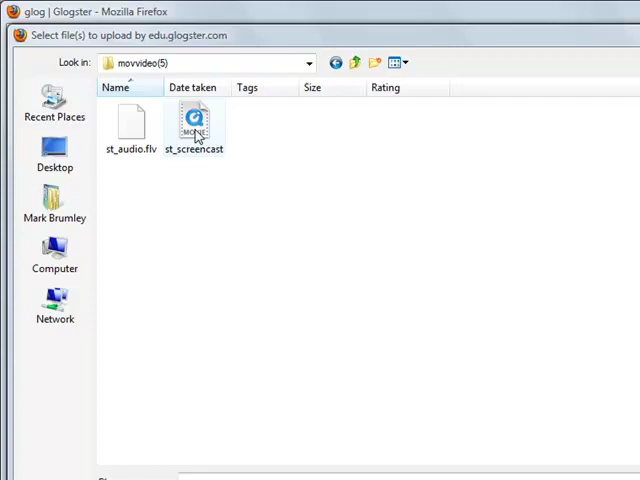 glog | Glogster - Mozilla Firefox
Select file(s) to upload by edu.glogster.com
Look in: movvideo(5)
Name Date taken Tags Size Rating
Recent Places
Desktop
Mark Brumley
Computer
Network
MOVIE
st_audio.flv st_screencast